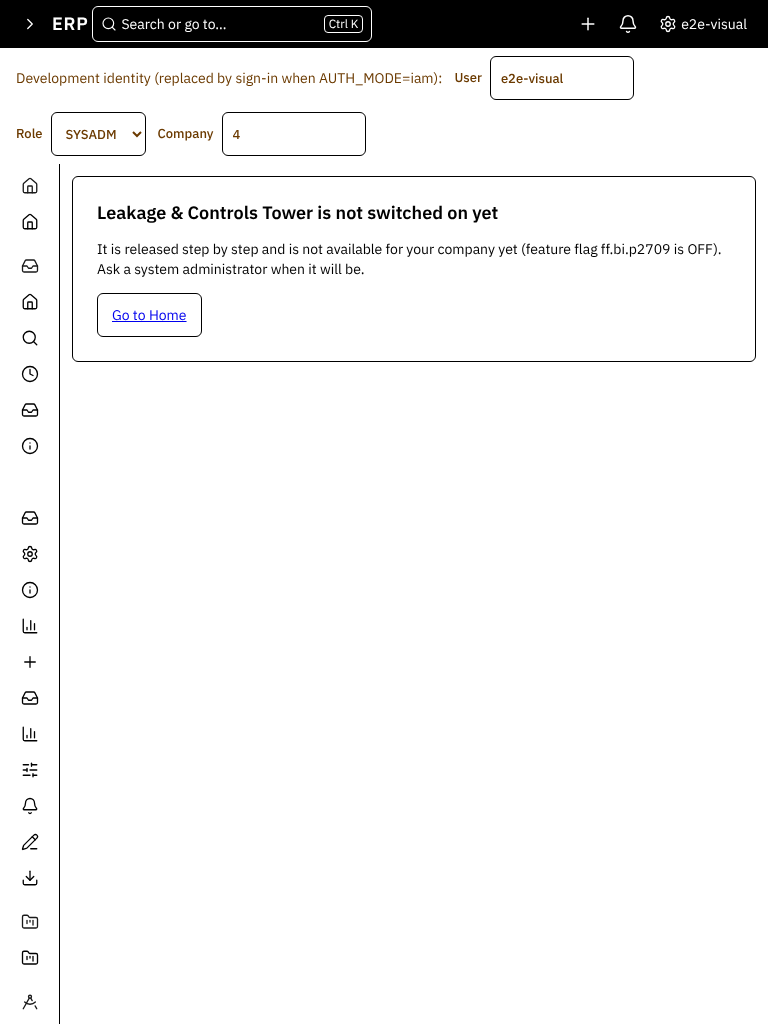 ERP Search or go to... Ctrl K e2e-visual
Development identity (replaced by sign-in when AUTH_MODE=iam): User e2e-visual
Role SYSADM Company 4
Leakage & Controls Tower is not switched on yet
It is released step by step and is not available for your company yet (feature flag ff.bi.p2709 is OFF).
Ask a system administrator when it will be.
Go to Home